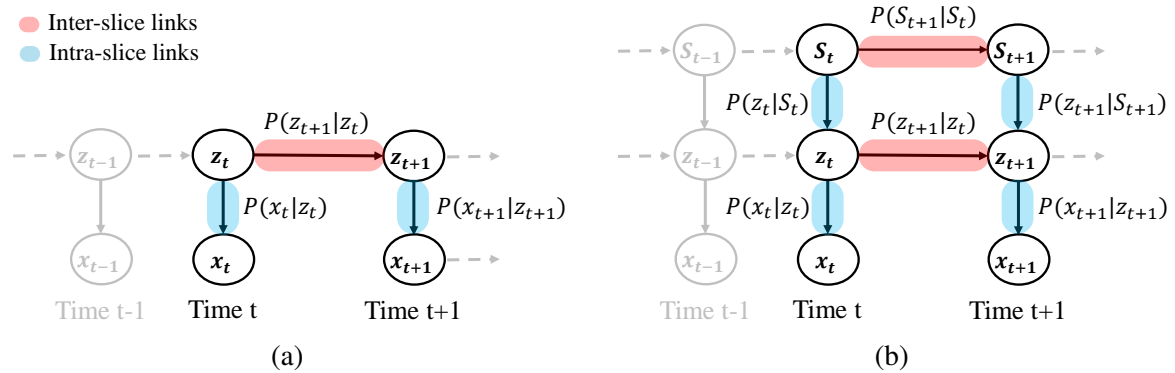 Inter-slice links
Intra-slice links
P(z_{t+1}|z_t)
z_{t-1} z_t z_{t+1}
P(x_t|z_t) P(x_{t+1}|z_{t+1})
x_{t-1} x_t x_{t+1}
Time t-1 Time t Time t+1
(a)
P(S_{t+1}|S_t)
S_{t-1} S_t S_{t+1}
P(z_t|S_t) P(z_{t+1}|S_{t+1})
P(z_{t+1}|z_t)
z_{t-1} z_t z_{t+1}
P(x_t|z_t) P(x_{t+1}|z_{t+1})
x_{t-1} x_t x_{t+1}
Time t-1 Time t Time t+1
(b)